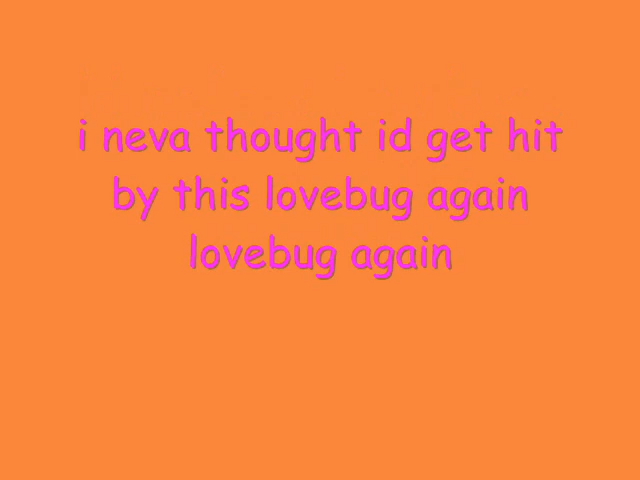 i neva thought id get hit
by this lovebug again
lovebug again